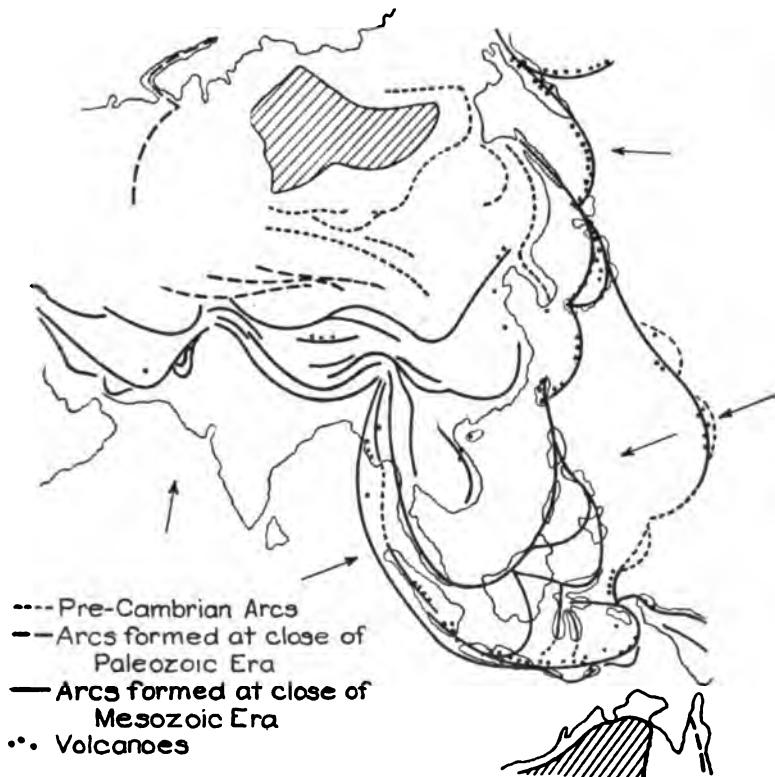 Pre-Cambrian Arcs
Arcs formed at close of
Paleozoic Era
Arcs formed at close of
Mesozoic Era
Volcanoes